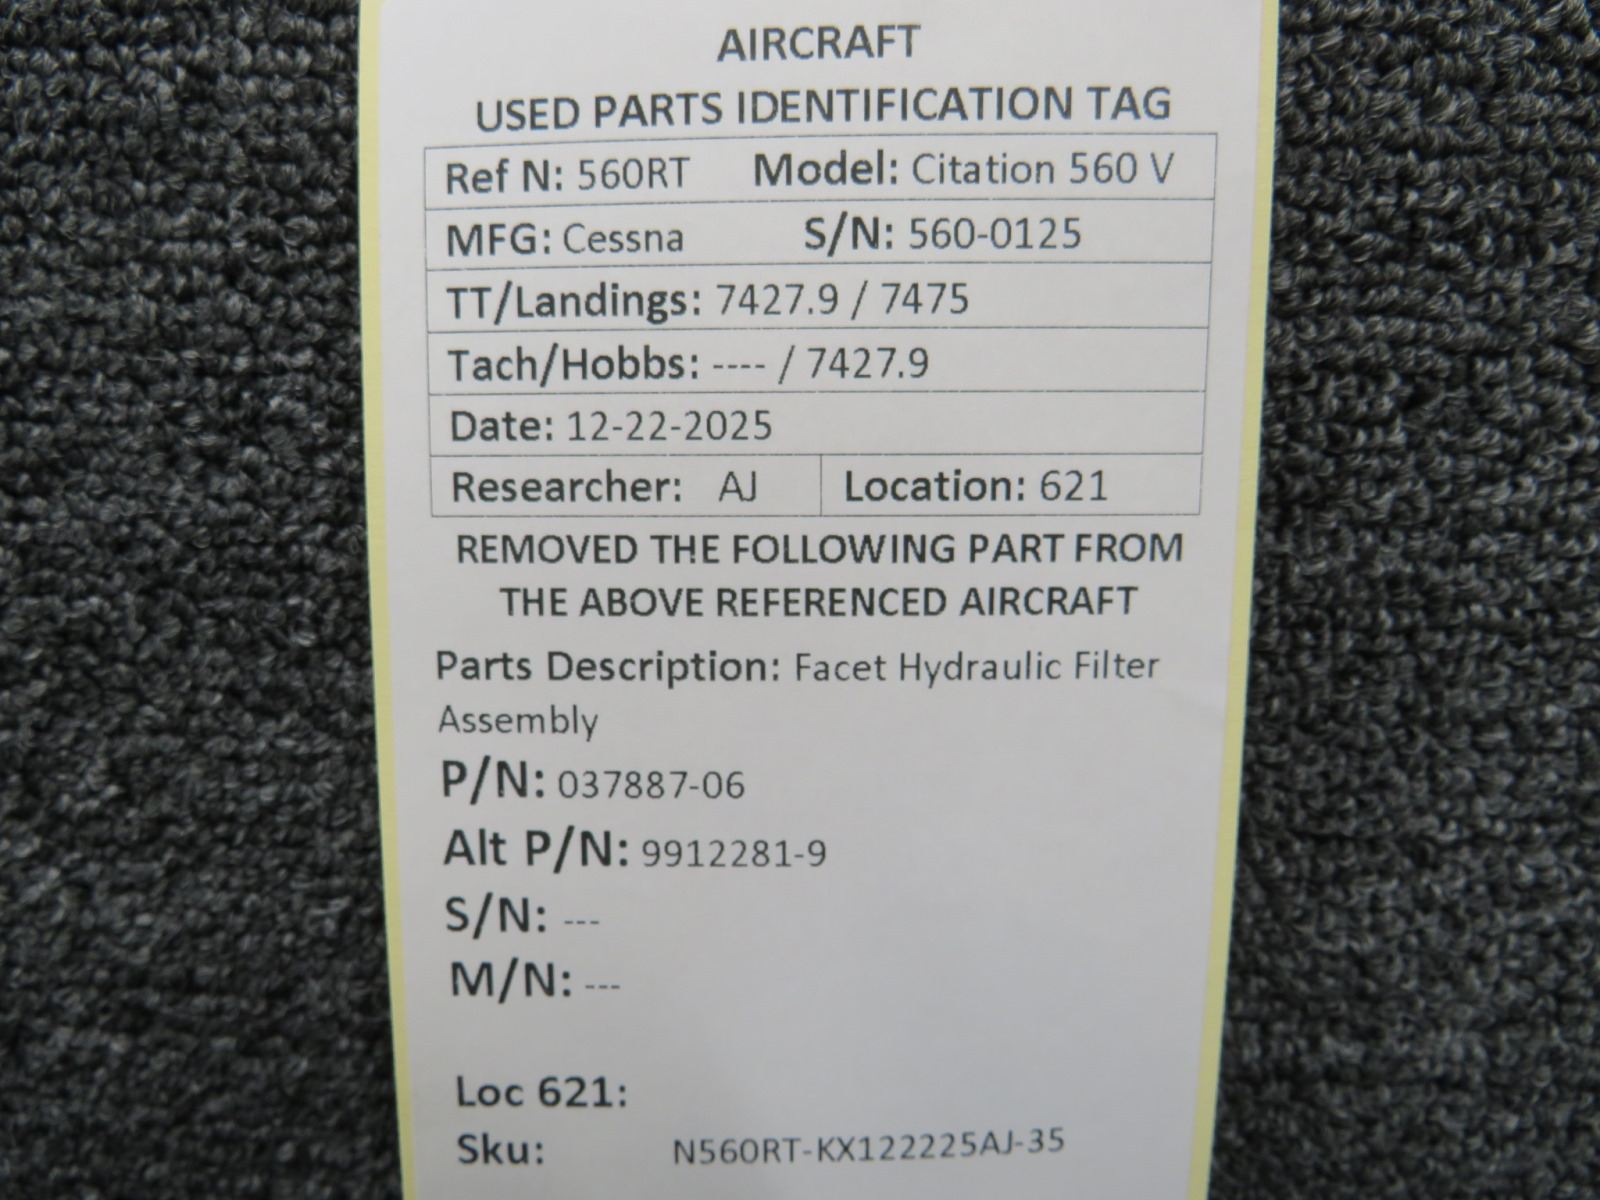 AIRCRAFT
USED PARTS IDENTIFICATION TAG
Ref N: 560RT Model: Citation 560 V
MFG: Cessna S/N: 560-0125
TT/Landings: 7427.9 / 7475
Tach/Hobbs: ---- / 7427.9
Date: 12-22-2025
Researcher: AJ Location: 621
REMOVED THE FOLLOWING PART FROM
THE ABOVE REFERENCED AIRCRAFT
Parts Description: Facet Hydraulic Filter
Assembly
P/N: 037887-06
Alt P/N: 9912281-9
S/N: ---
M/N: ---
Loc 621:
Sku: N560RT-KX122225AJ-35